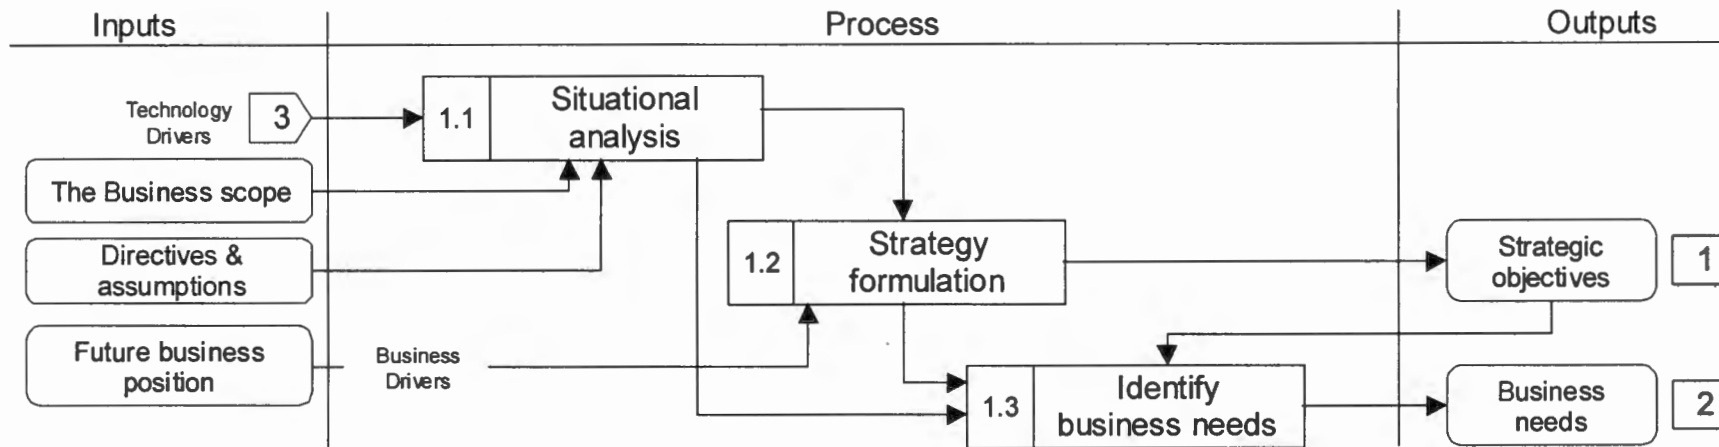 Inputs
Process
Outputs
Technology
Drivers
3
1.1
Situational
analysis
The Business scope
Directives &
assumptions
1.2
Strategy
formulation
Strategic
objectives
1
Future business
position
Business
Drivers
1.3
Identify
business needs
Business
needs
2